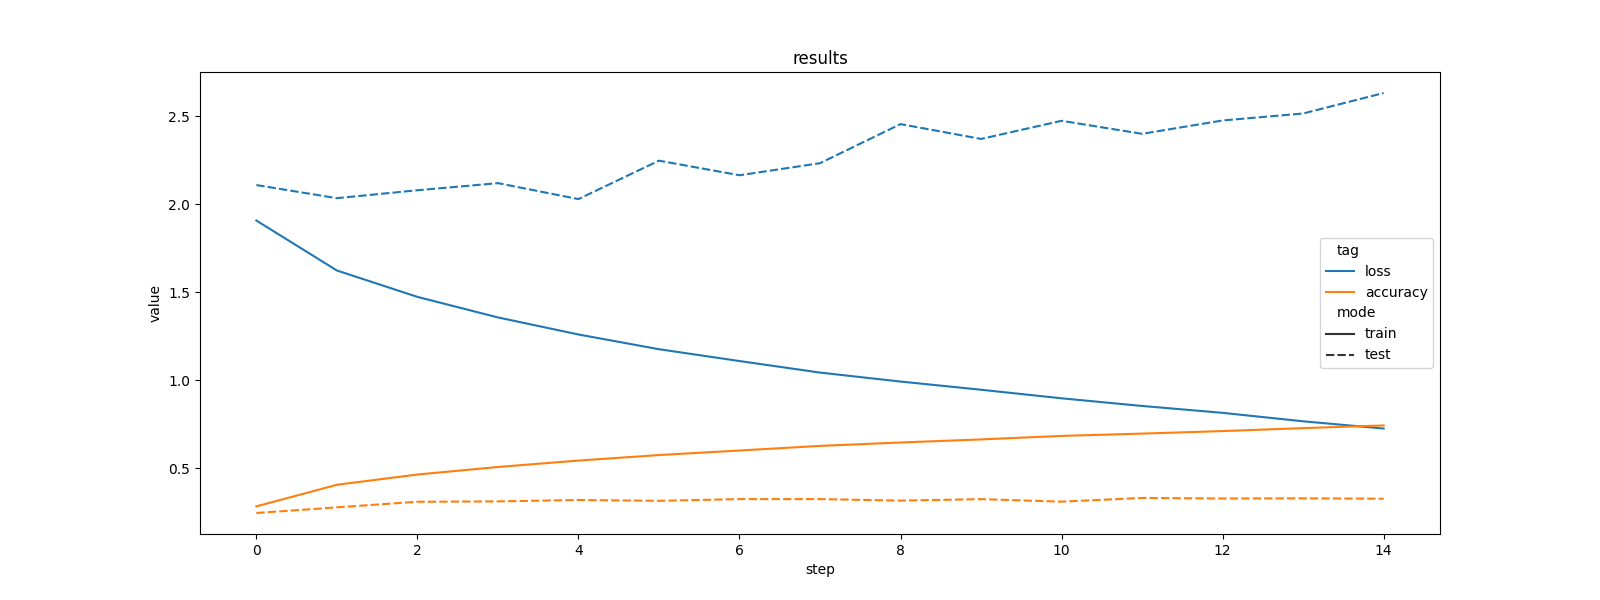 results
2.5
2.0
1.5
1.0
0.5
value
0 2 4 6 8 10 12 14
step
tag
loss
accuracy
mode
train
test